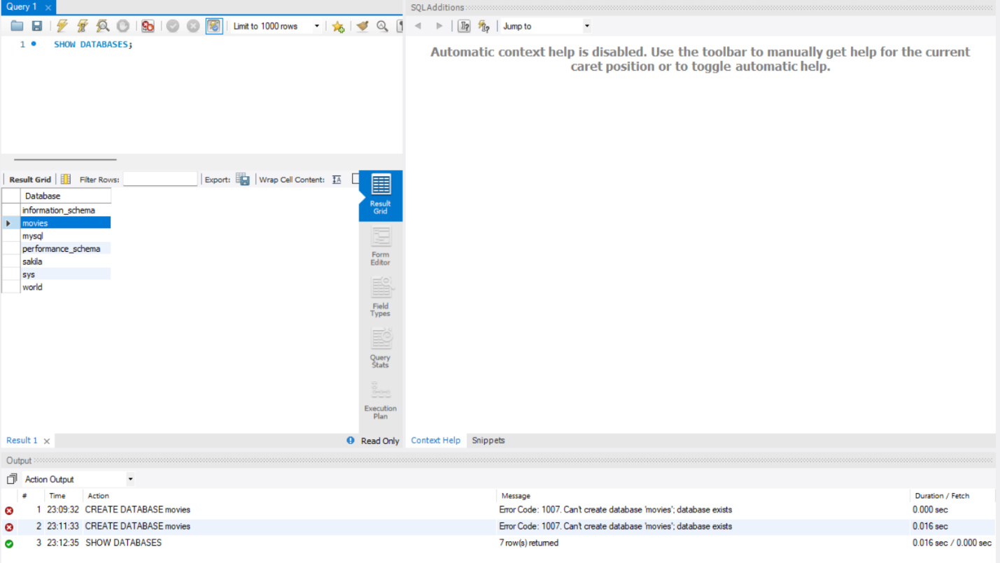 Query 1
Limit to 1000 rows
1 SHOW DATABASES;
Result Grid Filter Rows: Export: Wrap Cell Content: IA
Database
information_schema
movies
mysql
performance_schema
sakila
sys
world
Result
Grid
Form
Editor
Field
Types
Query
Stats
Execution
Plan
Result 1 Read Only
SQLAdditions
Jump to
Automatic context help is disabled. Use the toolbar to manually get help for the current
caret position or to toggle automatic help.
Context Help Snippets
Output
Action Output
# Time Action Message Duration / Fetch
1 23:09:32 CREATE DATABASE movies Error Code: 1007. Can't create database 'movies'; database exists 0.000 sec
2 23:11:33 CREATE DATABASE movies Error Code: 1007. Can't create database 'movies'; database exists 0.016 sec
3 23:12:35 SHOW DATABASES 7 row(s) returned 0.016 sec / 0.000 sec